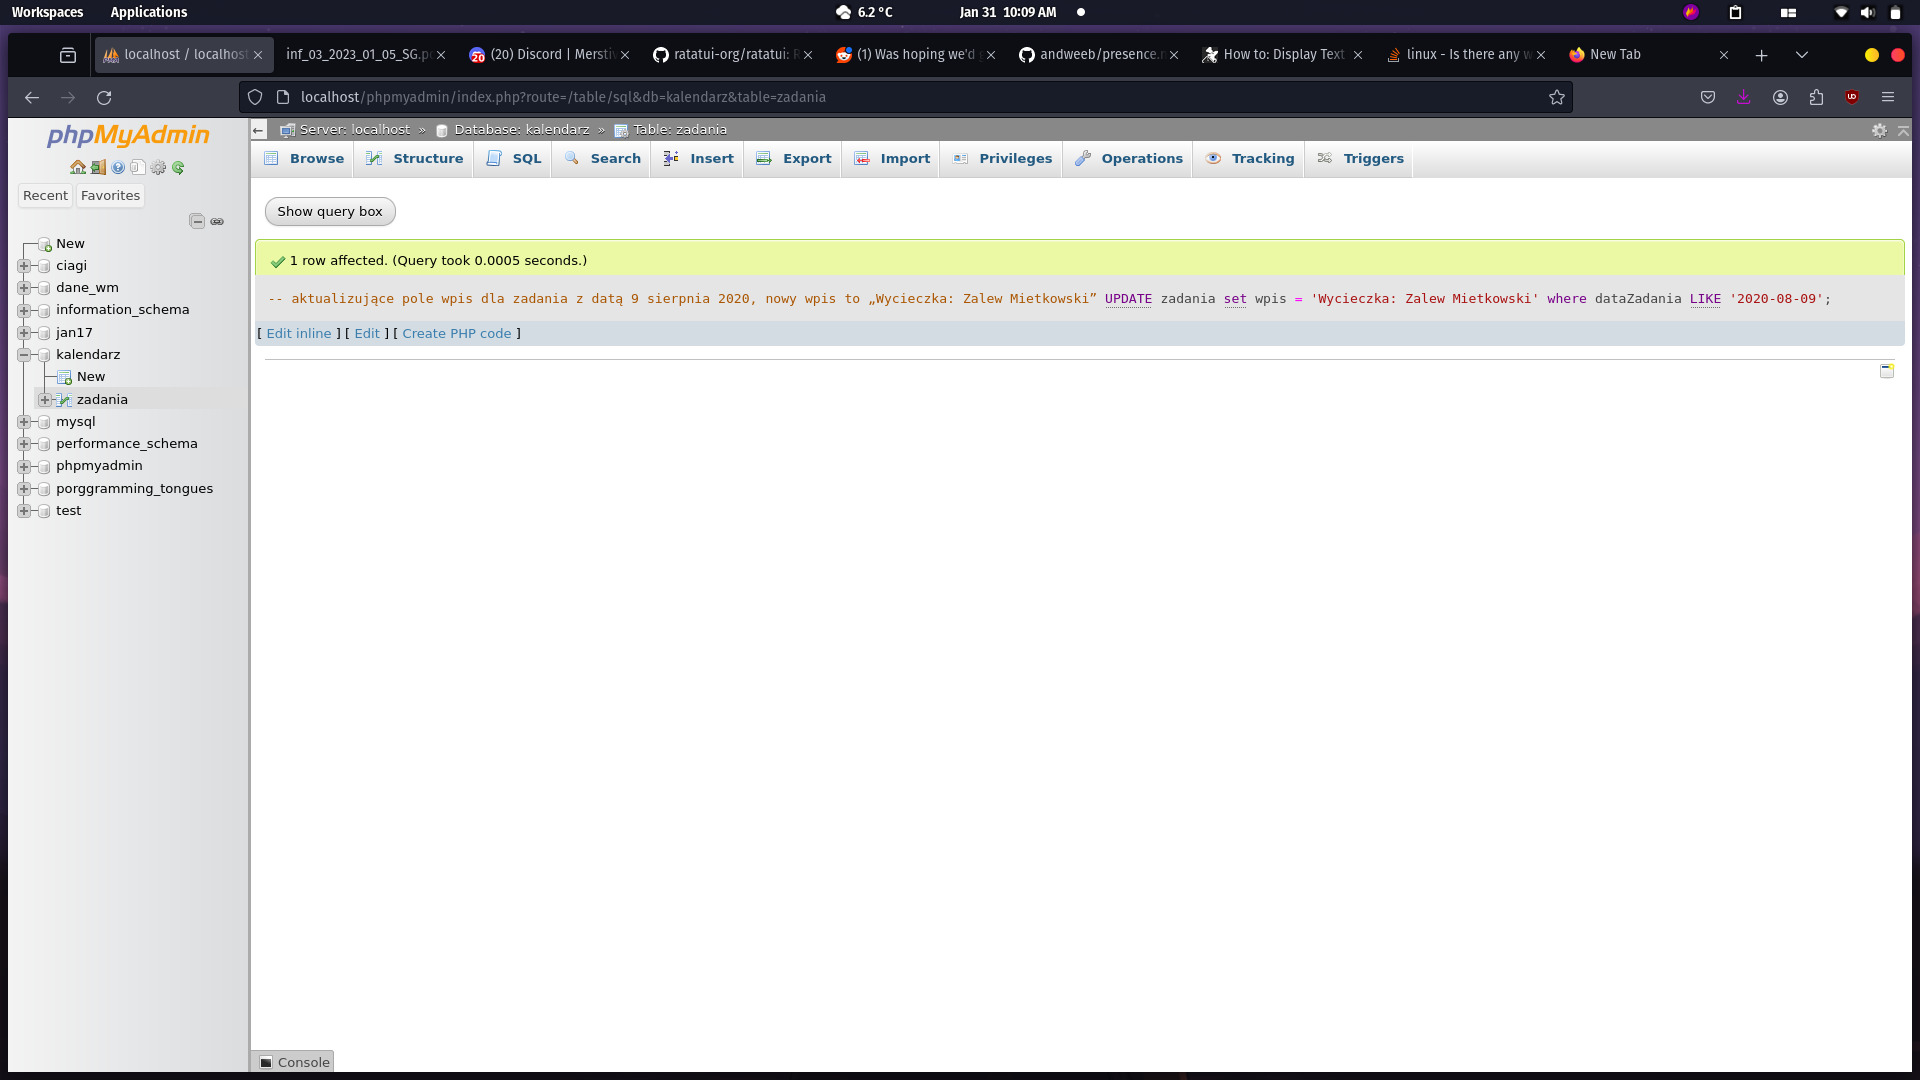 Workspaces Applications 6.2 °C Jan 31 10:09 AM
localhost / localhos inf_03_2023_01_05_SG.p (20) Discord | Mersti ratatui-org/ratatui: (1) Was hoping we'd andweeb/presence. How to: Display Text linux - Is there any New Tab
localhost/phpmyadmin/index.php?route=/table/sql&db=kalendarz&table=zadania
phpMyAdmin
Recent Favorites
New
ciagi
dane_wm
information_schema
jan17
kalendarz
New
zadania
mysql
performance_schema
phpmyadmin
porggramming_tongues
test
Server: localhost » Database: kalendarz » Table: zadania
Browse Structure SQL Search Insert Export Import Privileges Operations Tracking Triggers
Show query box
1 row affected. (Query took 0.0005 seconds.)
-- aktualizujące pole wpis dla zadania z datą 9 sierpnia 2020, nowy wpis to „Wycieczka: Zalew Mietkowski” UPDATE zadania set wpis = 'Wycieczka: Zalew Mietkowski' where dataZadania LIKE '2020-08-09';
[ Edit inline ] [ Edit ] [ Create PHP code ]
Console